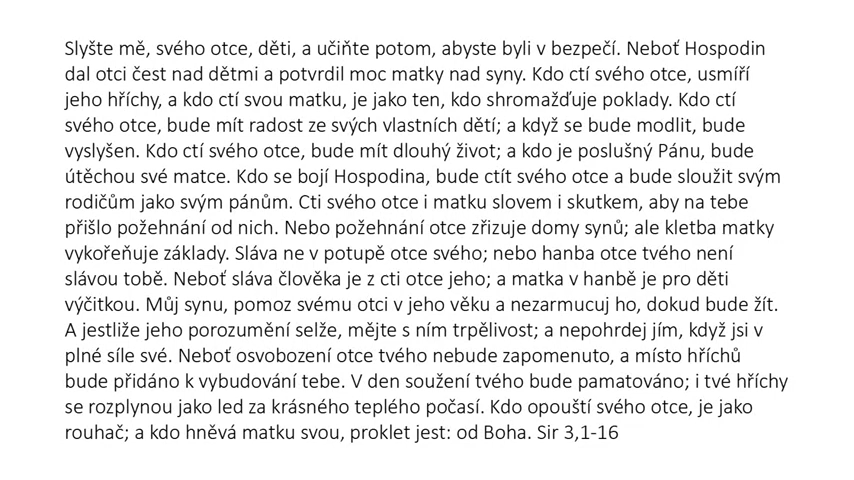 Slyšte mě, svého otce, děti, a učiňte potom, abyste byli v bezpečí. Neboť Hospodin
dal otci čest nad dětmi a potvrdil moc matky nad syny. Kdo ctí svého otce, usmíří
jeho hříchy, a kdo ctí svou matku, je jako ten, kdo shromažďuje poklady. Kdo ctí
svého otce, bude mít radost ze svých vlastních dětí; a když se bude modlit, bude
vyslyšen. Kdo ctí svého otce, bude mít dlouhý život; a kdo je poslušný Pánu, bude
útěchou své matce. Kdo se bojí Hospodina, bude ctít svého otce a bude sloužit svým
rodičům jako svým pánům. Cti svého otce i matku slovem i skutkem, aby na tebe
přišlo požehnání od nich. Nebo požehnání otce zřizuje domy synů; ale kletba matky
vykořeňuje základy. Sláva ne v potupě otce svého; nebo hanba otce tvého není
slávou tobě. Neboť sláva člověka je z cti otce jeho; a matka v hanbě je pro děti
výčitkou. Můj synu, pomoz svému otci v jeho věku a nezarmucuj ho, dokud bude žít.
A jestliže jeho porozumění selže, mějte s ním trpělivost; a nepohrdej jím, když jsi v
plné síle své. Neboť osvobození otce tvého nebude zapomenuto, a místo hříchů
bude přidáno k vybudování tebe. V den soužení tvého bude pamatováno; i tvé hříchy
se rozplynou jako led za krásného teplého počasí. Kdo opouští svého otce, je jako
rouhač; a kdo hněvá matku svou, proklet jest: od Boha. Sir 3,1-16